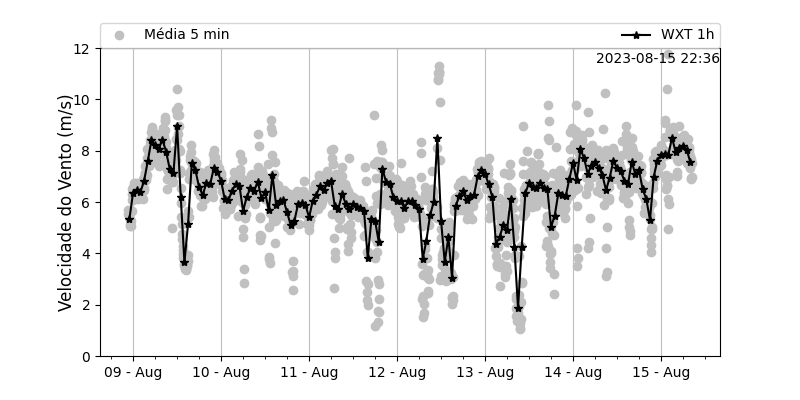 Média 5 min
WXT 1h
2023-08-15 22:36
Velocidade do Vento (m/s)
12
10
8
6
4
2
0
09 - Aug
10 - Aug
11 - Aug
12 - Aug
13 - Aug
14 - Aug
15 - Aug